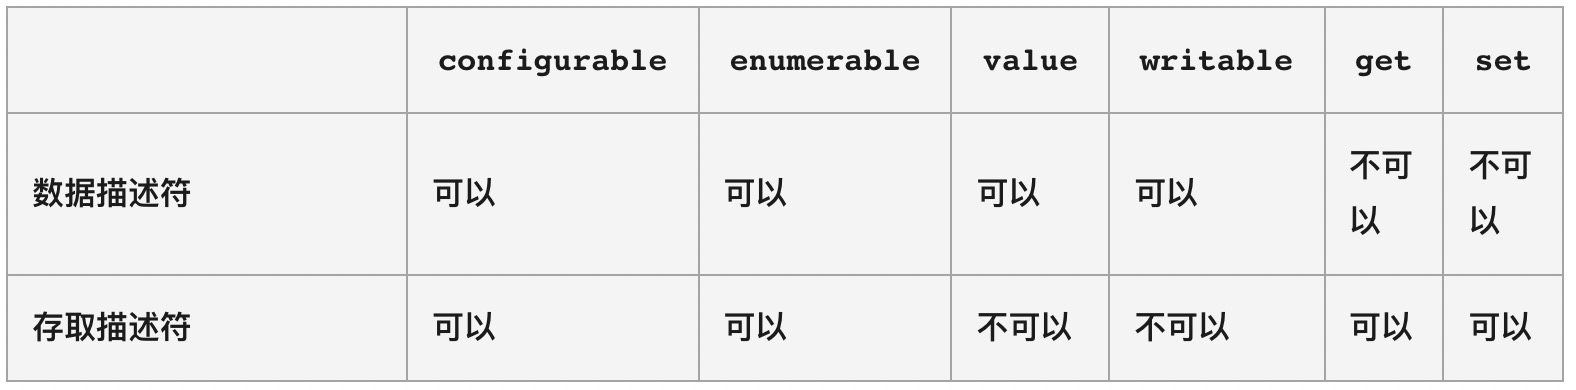 configurable enumerable value writable get set
数据描述符 可以 可以 可以 可以 不可以 不可以
存取描述符 可以 可以 不可以 不可以 可以 可以